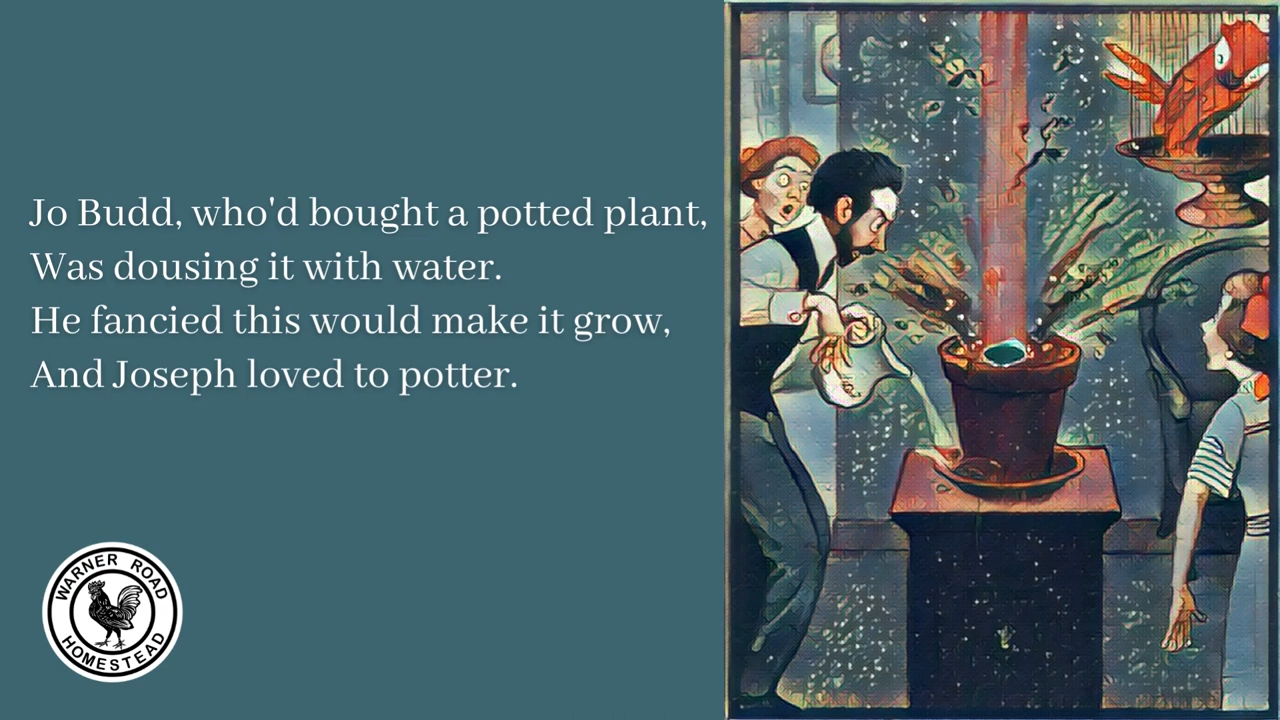 Jo Budd, who'd bought a potted plant,
Was dousing it with water.
He fancied this would make it grow,
And Joseph loved to potter.
WARNER ROAD
HOMESTEAD